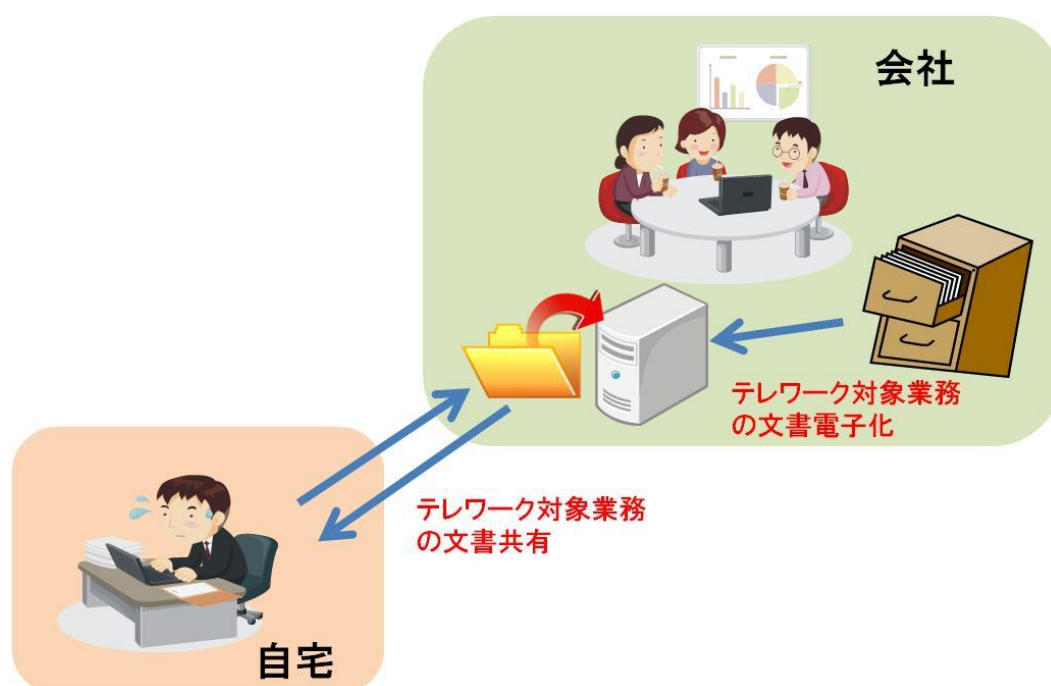 会社
テレワーク対象業務
の文書電子化
テレワーク対象業務
の文書共有
自宅